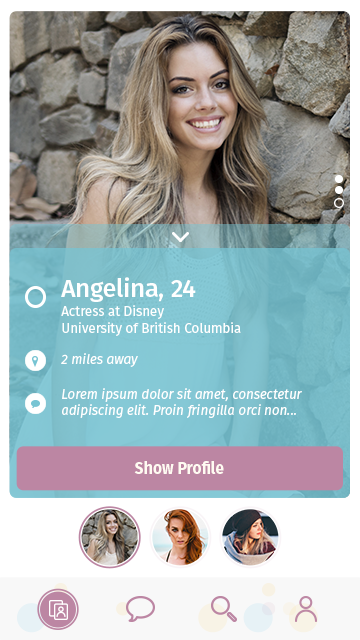 Angelina, 24
Actress at Disney
University of British Columbia
2 miles away
Lorem ipsum dolor sit amet, consectetur
adipiscing elit. Proin fringilla orci non...
Show Profile